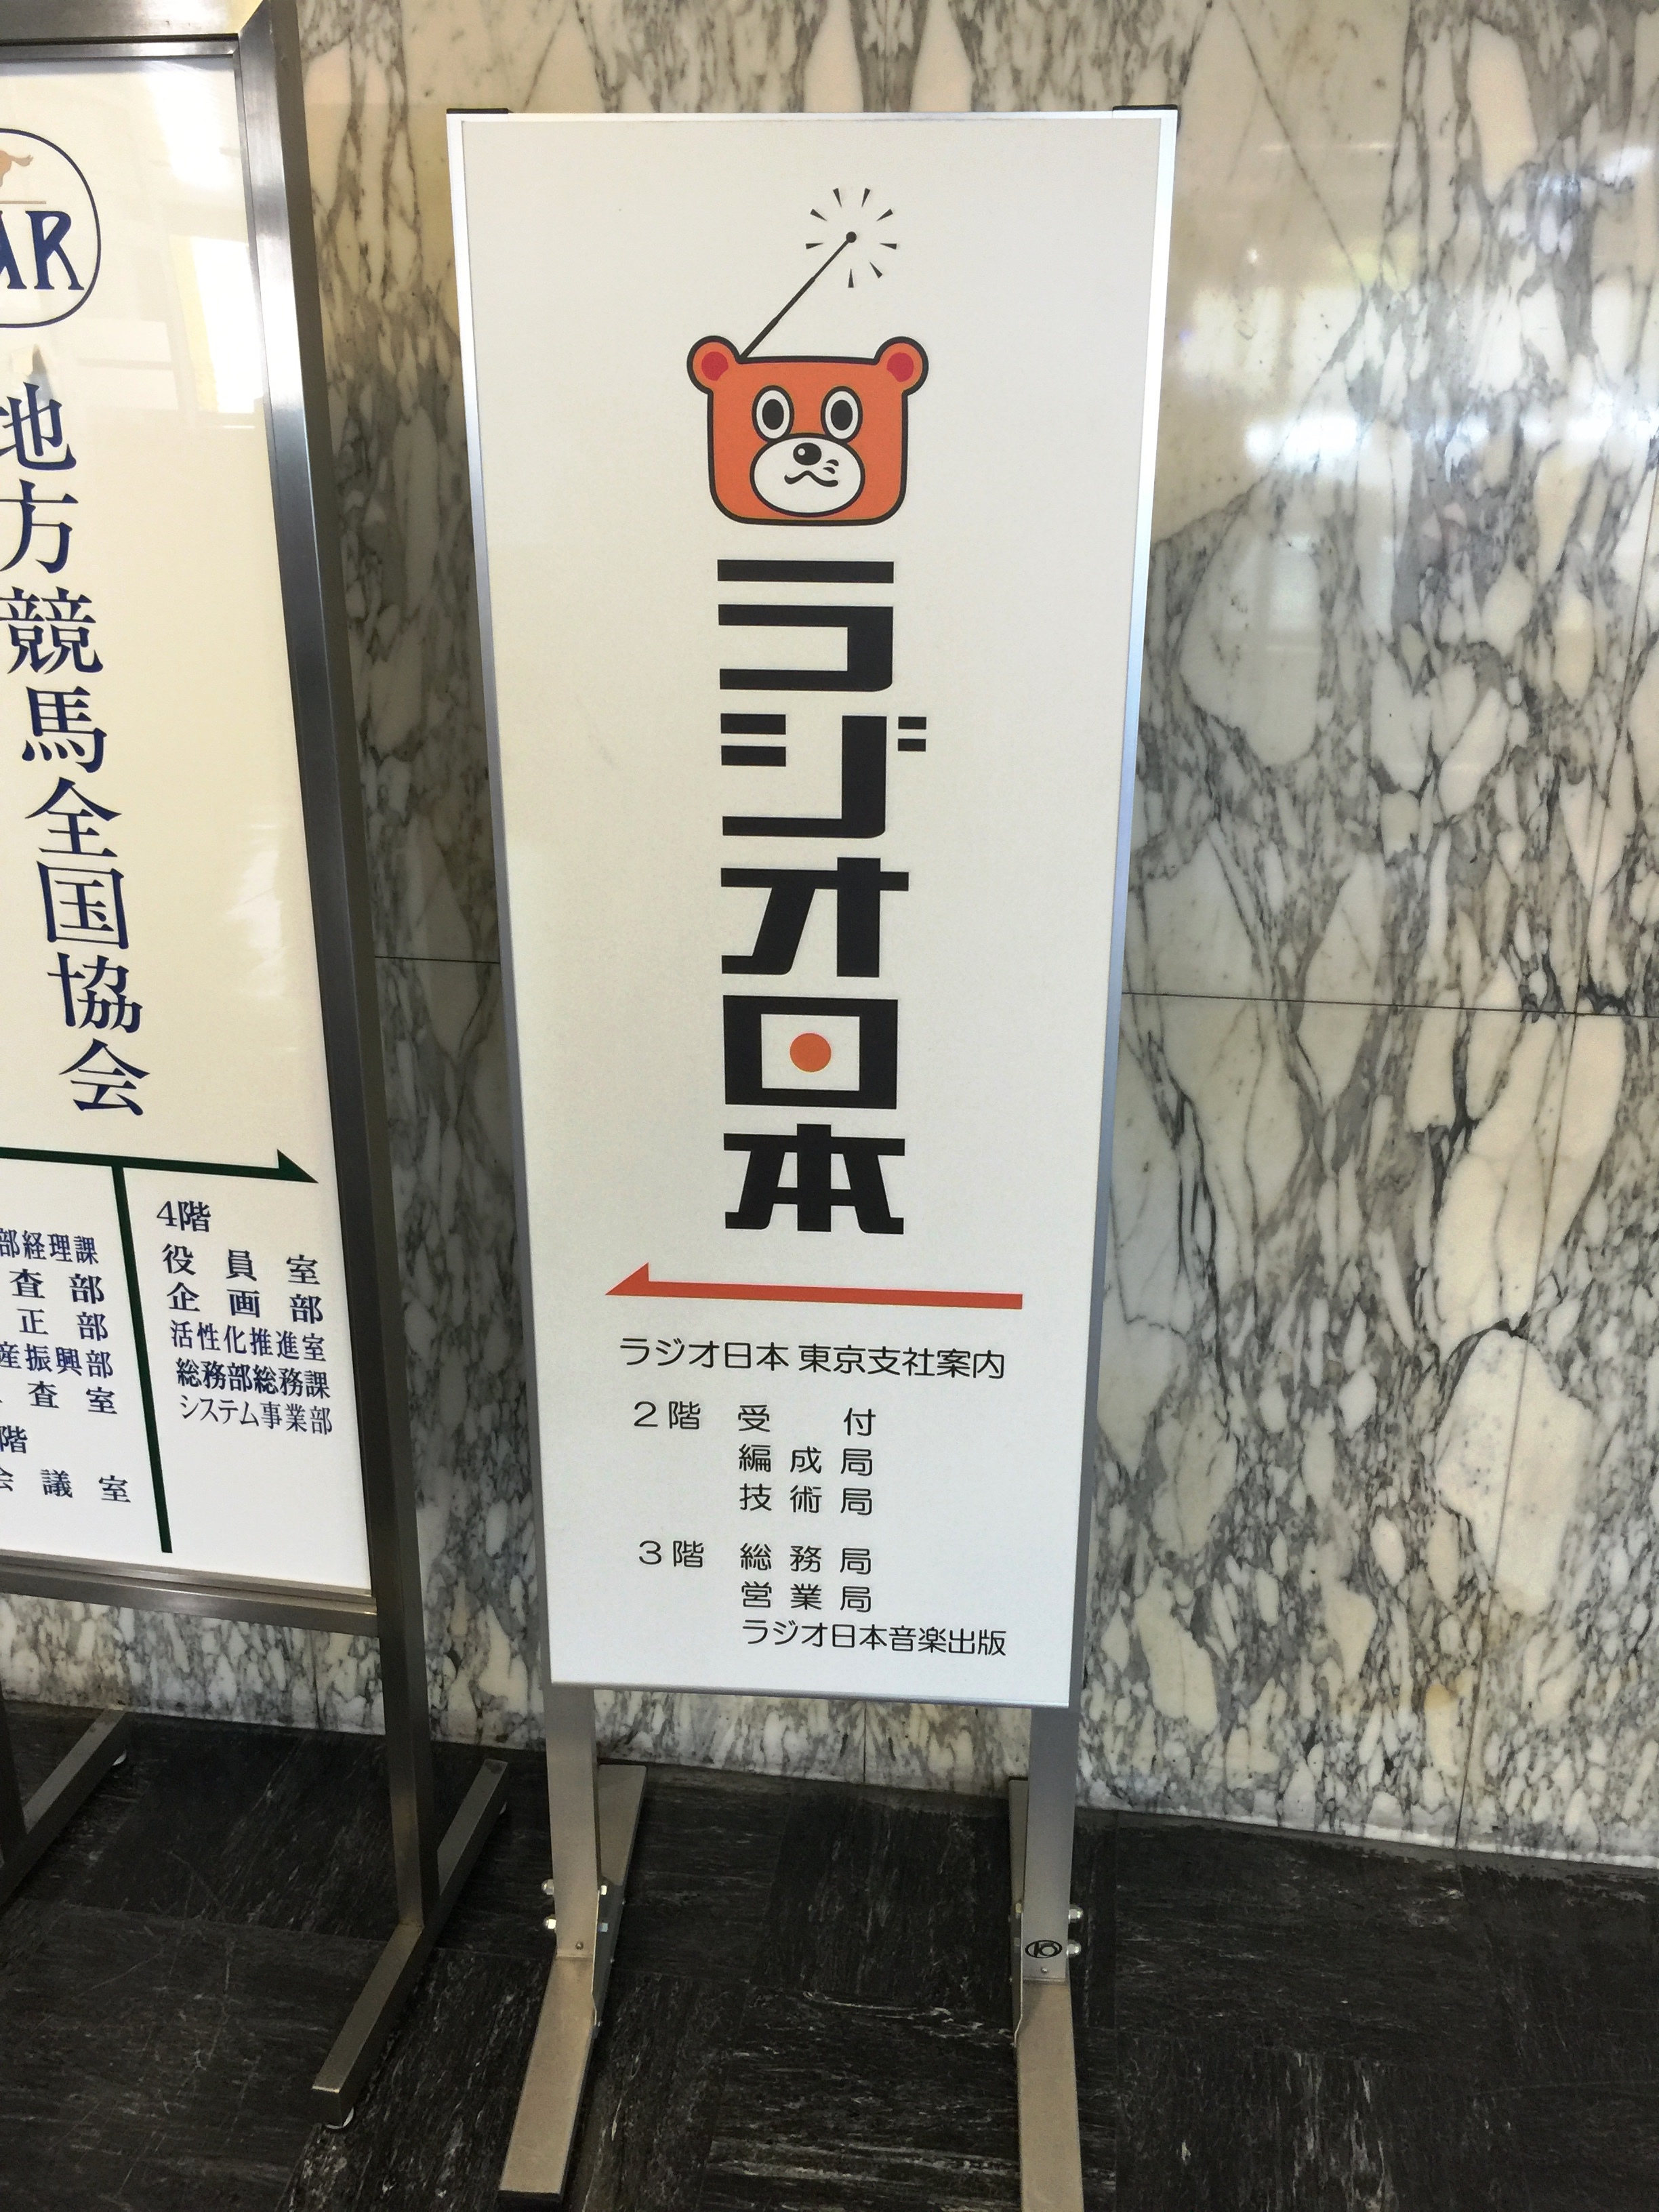 AR
地方競馬全国協会
部経理課
査部
正部
産振興部
査室
階
会議室
4階
役員室
企画部
活性化推進室
総務部総務課
システム事業部
ラジオ日本
ラジオ日本 東京支社案内
2階 受付
編成局
技術局
3階 総務局
営業局
ラジオ日本音楽出版